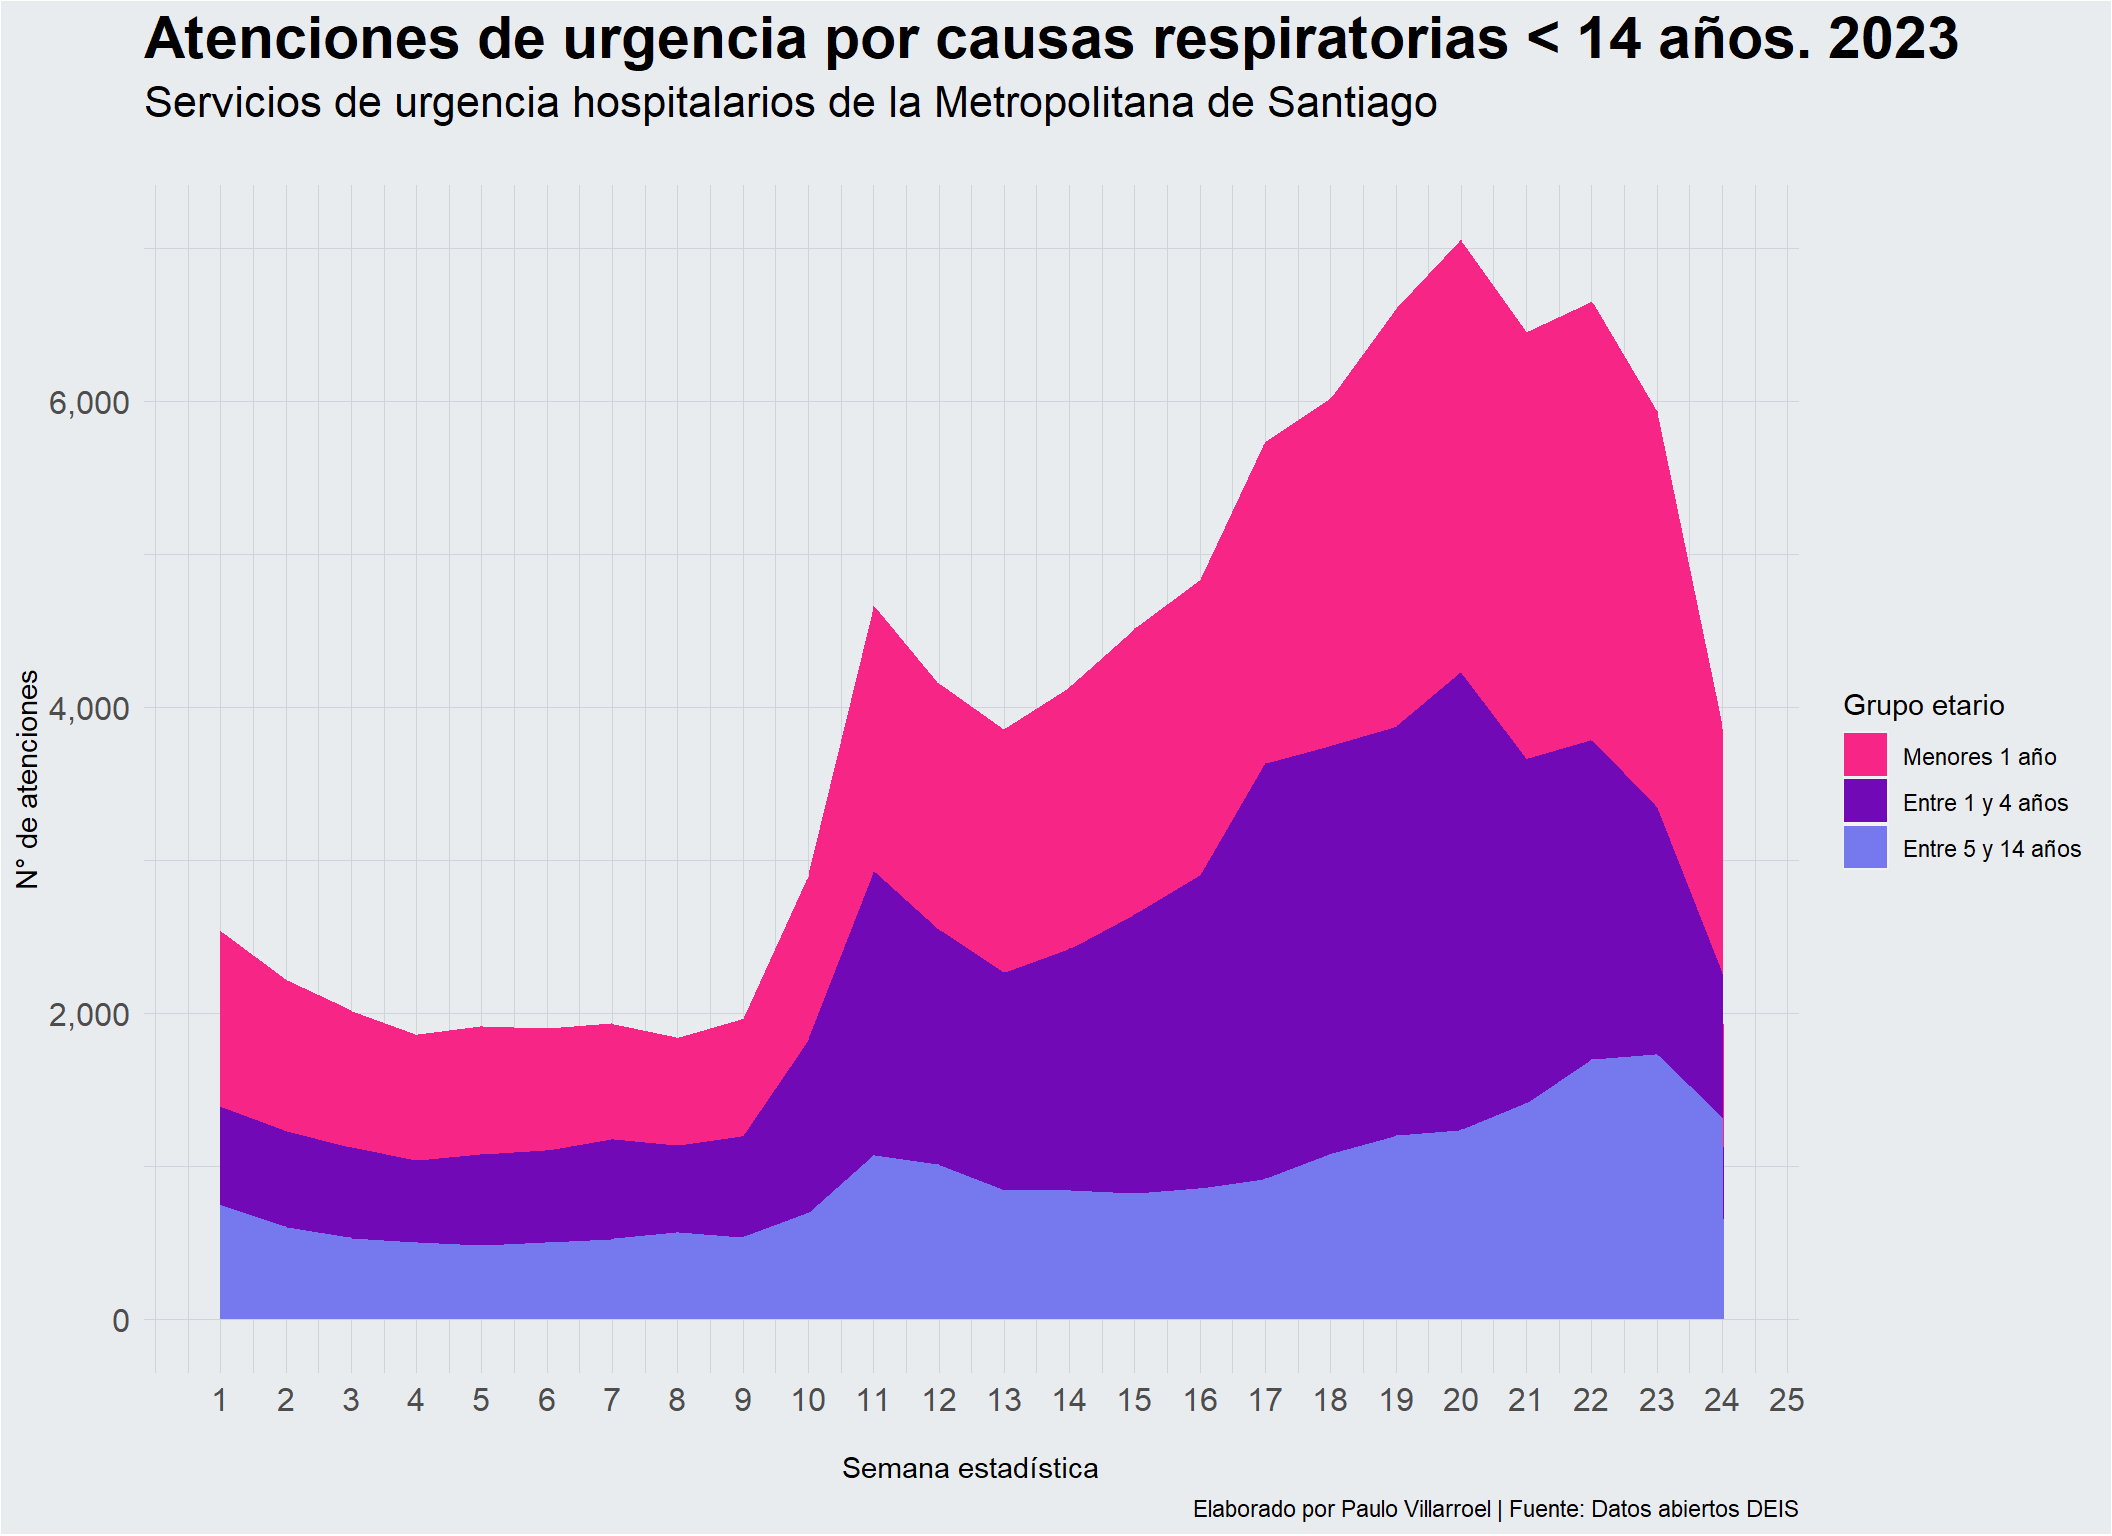 Atenciones de urgencia por causas respiratorias < 14 años. 2023
Servicios de urgencia hospitalarios de la Metropolitana de Santiago
N° de atenciones
6,000
4,000
2,000
0
1 2 3 4 5 6 7 8 9 10 11 12 13 14 15 16 17 18 19 20 21 22 23 24 25
Semana estadística
Grupo etario
Menores 1 año
Entre 1 y 4 años
Entre 5 y 14 años
Elaborado por Paulo Villarroel | Fuente: Datos abiertos DEIS